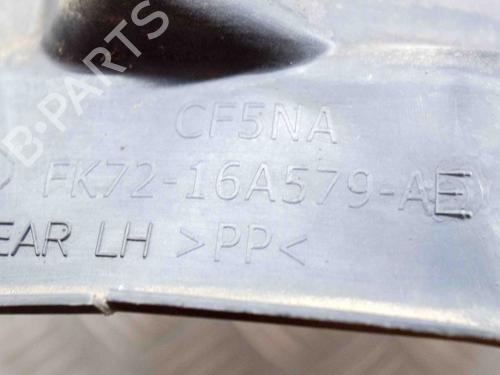 B-PARTS
CF5NA
FK72-16A579-AE
EAR LH >PP<